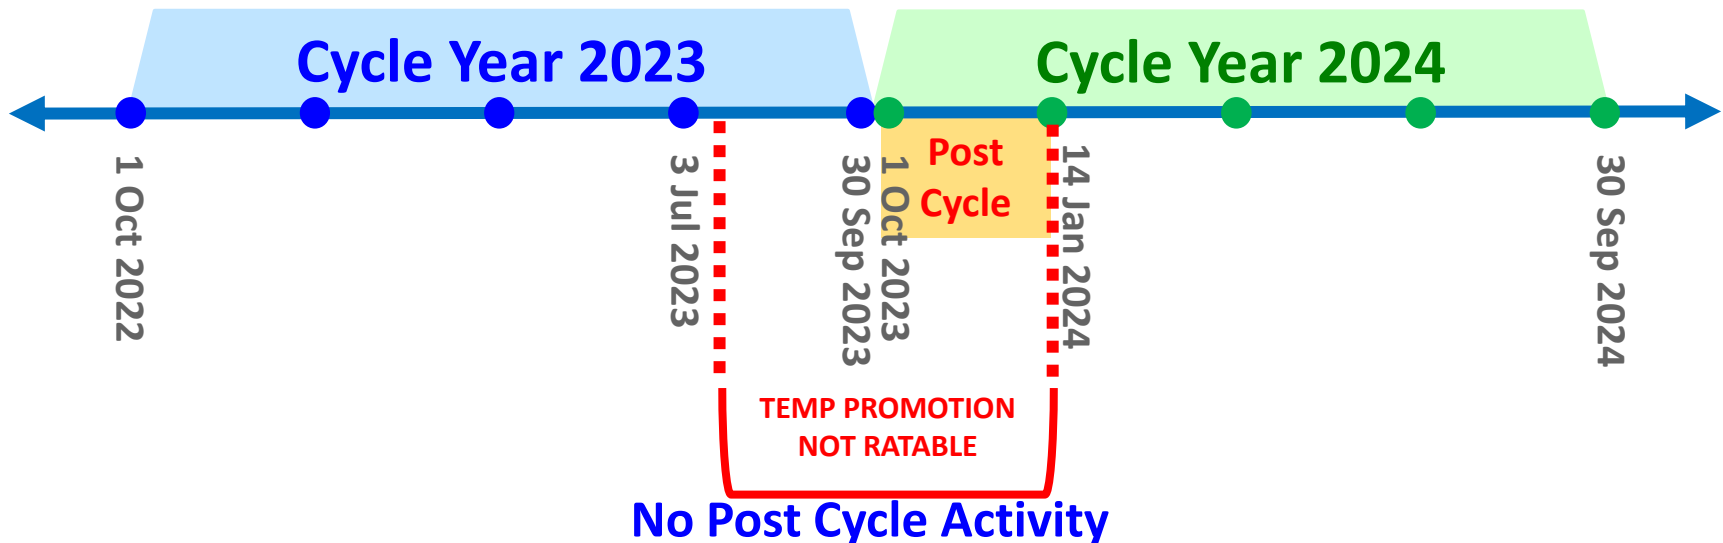 Cycle Year 2023
Cycle Year 2024
1 Oct 2022
3 Jul 2023
30 Sep 2023
1 Oct 2023
Post
Cycle
14 Jan 2024
30 Sep 2024
TEMP PROMOTION
NOT RATABLE
No Post Cycle Activity